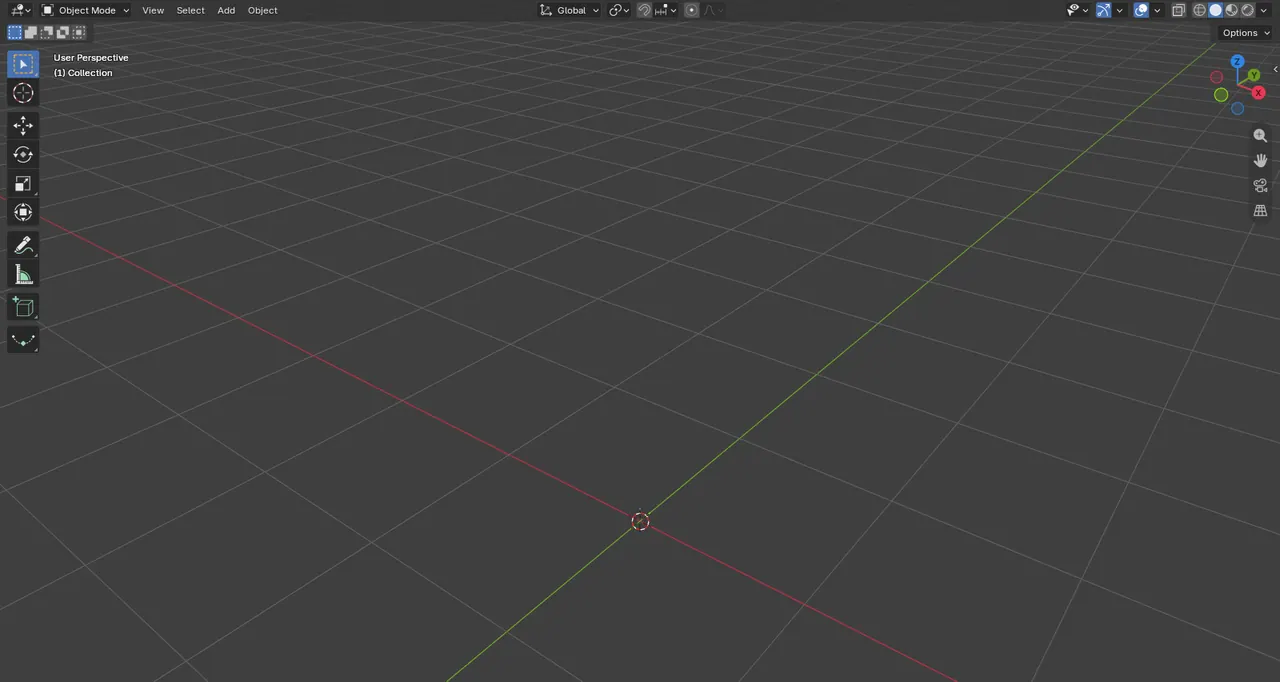 Object Mode View Select Add Object Global
Options
User Perspective
(1) Collection
Z
Y
X